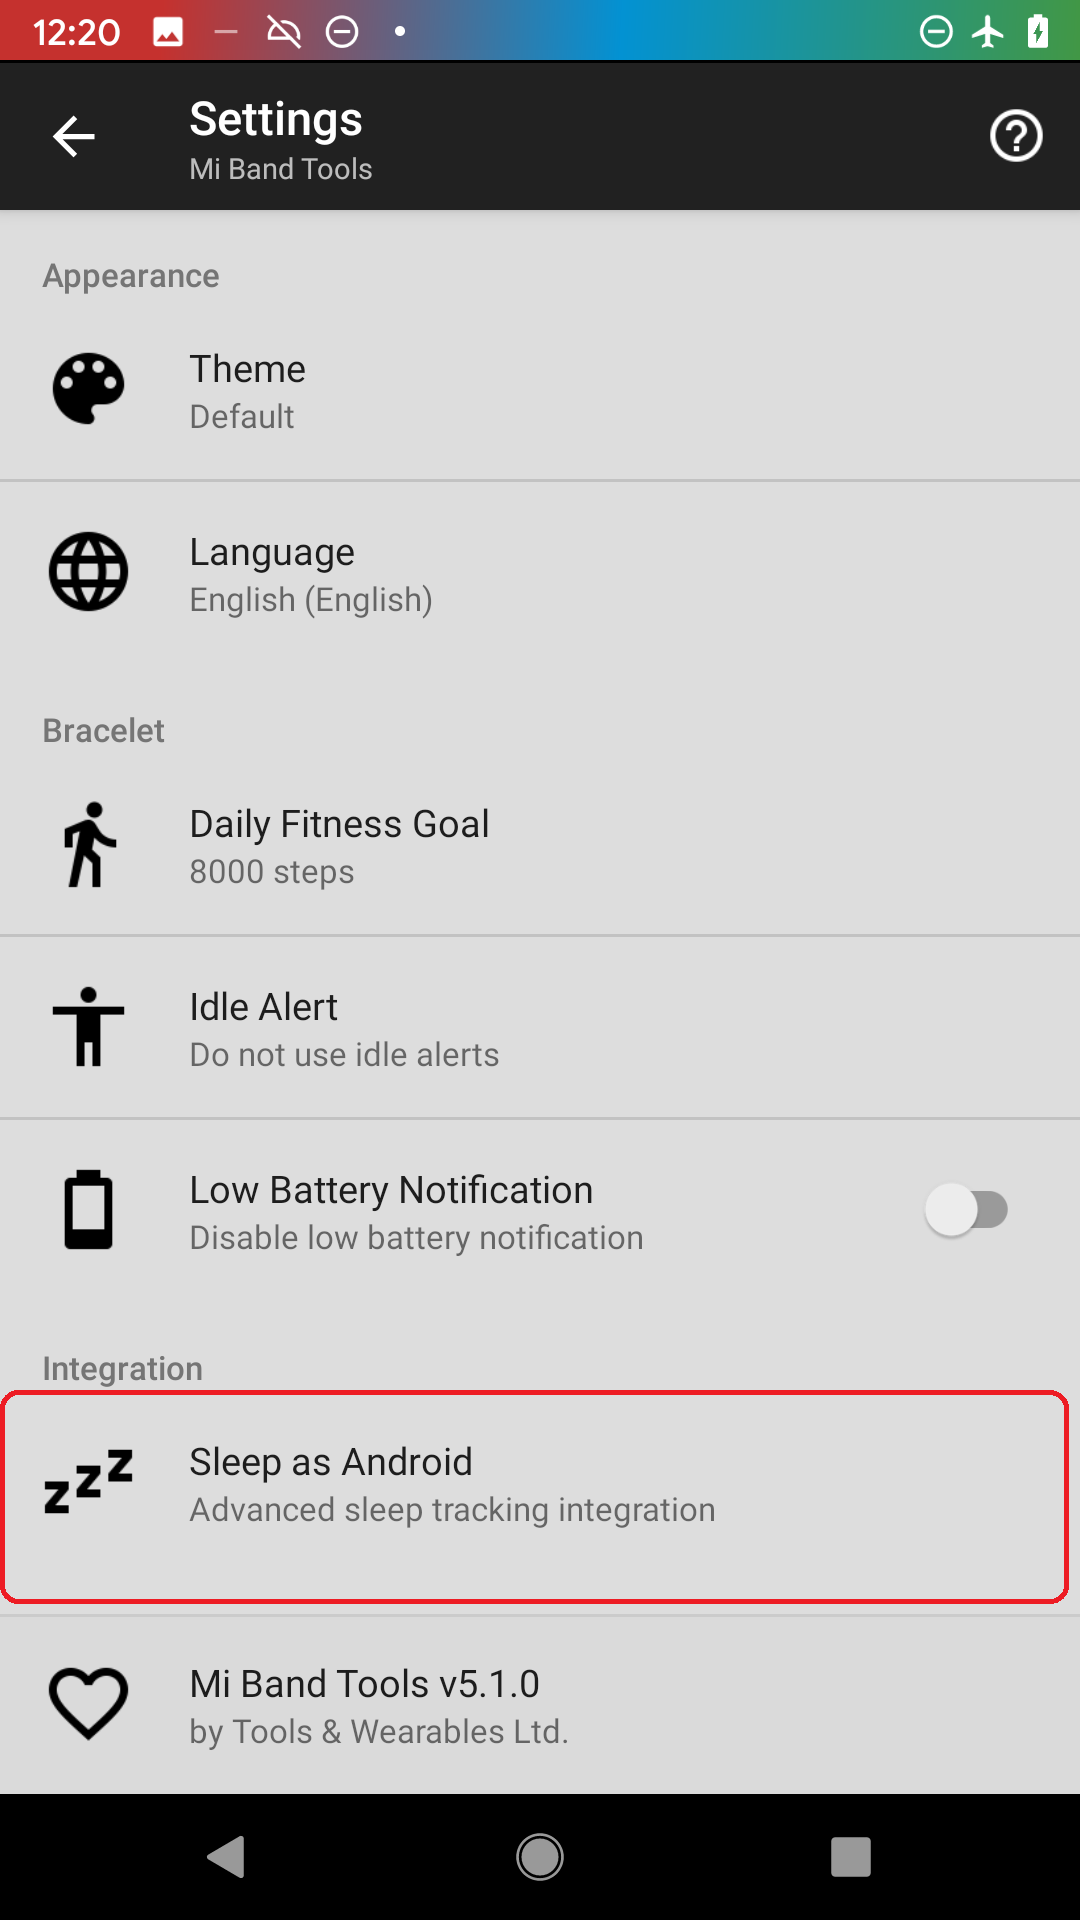 12:20
Settings
Mi Band Tools
Appearance
Theme
Default
Language
English (English)
Bracelet
Daily Fitness Goal
8000 steps
Idle Alert
Do not use idle alerts
Low Battery Notification
Disable low battery notification
Integration
zzz
Sleep as Android
Advanced sleep tracking integration
Mi Band Tools v5.1.0
by Tools & Wearables Ltd.